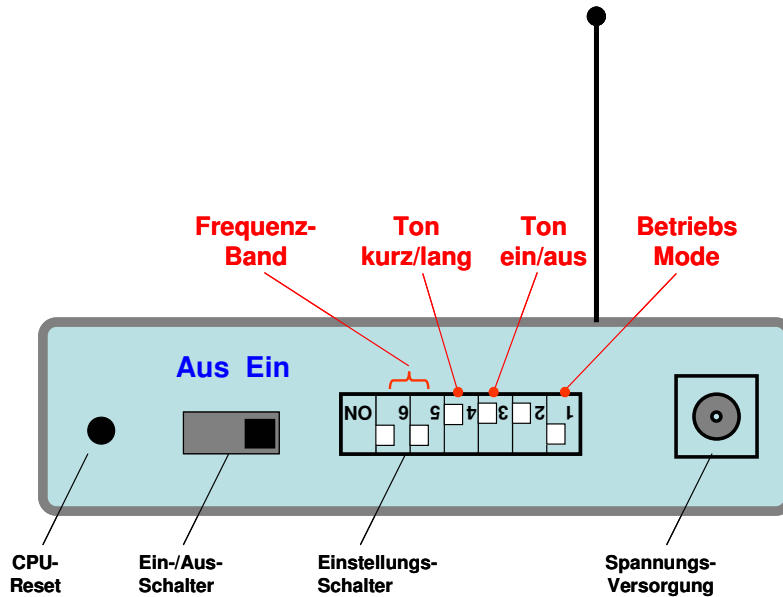 Frequenz-
Band
Ton
kurz/lang
Ton
ein/aus
Betriebs
Mode
Aus Ein
ON 6 5 4 3 2 1
CPU-
Reset
Ein-/Aus-
Schalter
Einstellungs-
Schalter
Spannungs-
Versorgung